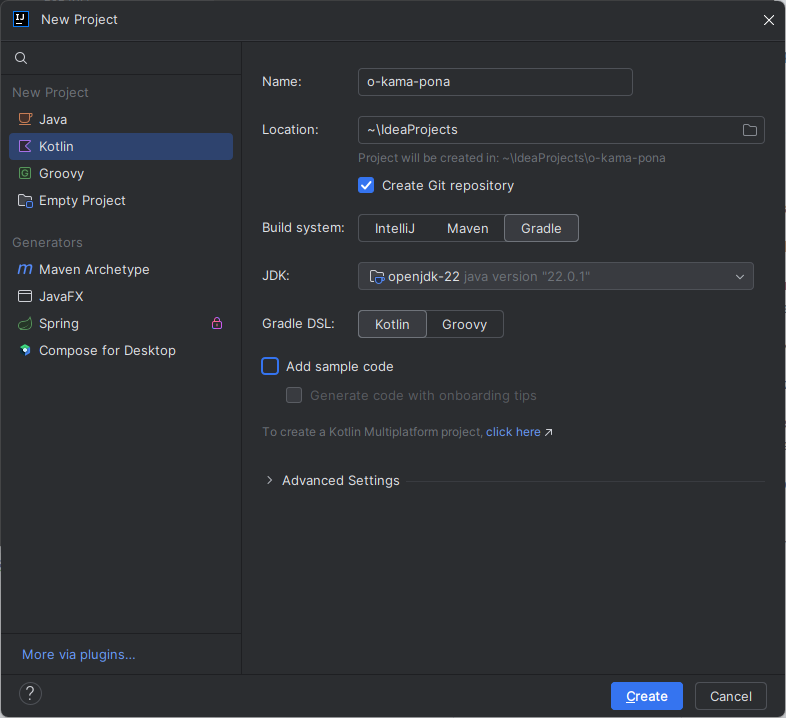 New Project
New Project
Java
Kotlin
Groovy
Empty Project
Generators
Maven Archetype
JavaFX
Spring
Compose for Desktop
More via plugins...
Name: o-kama-pona
Location: ~\IdeaProjects
Project will be created in: ~\IdeaProjects\o-kama-pona
Create Git repository
Build system: IntelliJ Maven Gradle
JDK: openjdk-22 java version "22.0.1"
Gradle DSL: Kotlin Groovy
Add sample code
Generate code with onboarding tips
To create a Kotlin Multiplatform project, click here ↗
Advanced Settings
?
Create Cancel